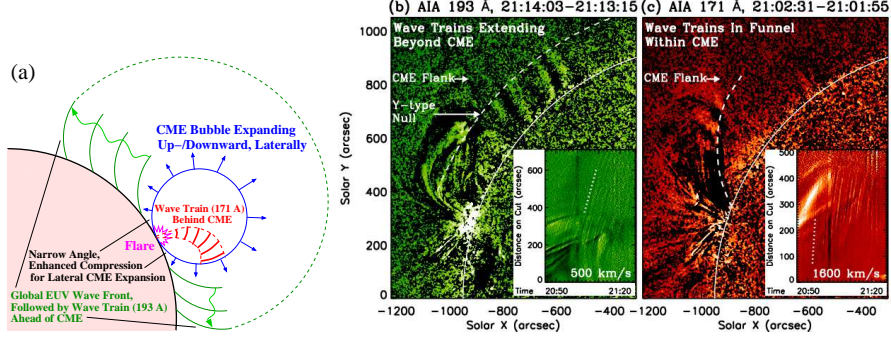 (a)
CME Bubble Expanding
Up-/Downward, Laterally
Wave Train (171 A)
Behind CME
Flare
Narrow Angle,
Enhanced Compression
for Lateral CME Expansion
Global EUV Wave Front,
Followed by Wave Train (193 A)
Ahead of CME
(b) AIA 193 Å, 21:14:03-21:13:15
Wave Trains Extending
Beyond CME
CME Flank
Y-type
Null
Solar Y (arcsec)
1000
800
600
400
200
0
-1200 -1000 -800 -600 -400
Solar X (arcsec)
Distance on Cut (arcsec)
600
400
200
0
500 km/s
Time
20:50 21:20
(c) AIA 171 Å, 21:02:31-21:01:55
Wave Trains In Funnel
Within CME
CME Flank
-1200 -1000 -800 -600 -400
Solar X (arcsec)
Distance on Cut (arcsec)
500
400
300
200
100
0
1600 km/s
Time
20:50 21:20